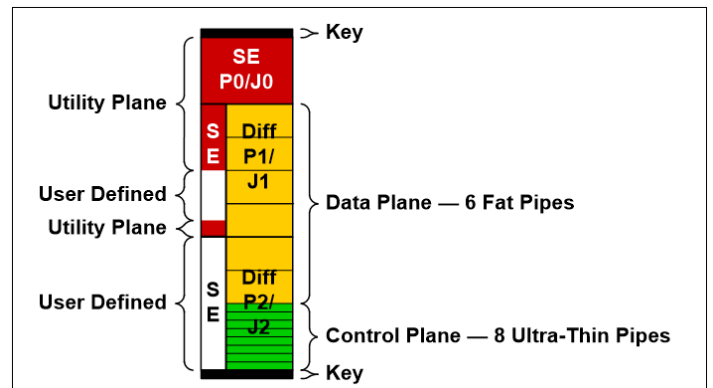 Key
SE
P0/J0
Utility Plane
S
E
Diff
P1/
J1
User Defined
Data Plane — 6 Fat Pipes
Utility Plane
User Defined
S
E
Diff
P2/
J2
Control Plane — 8 Ultra-Thin Pipes
Key